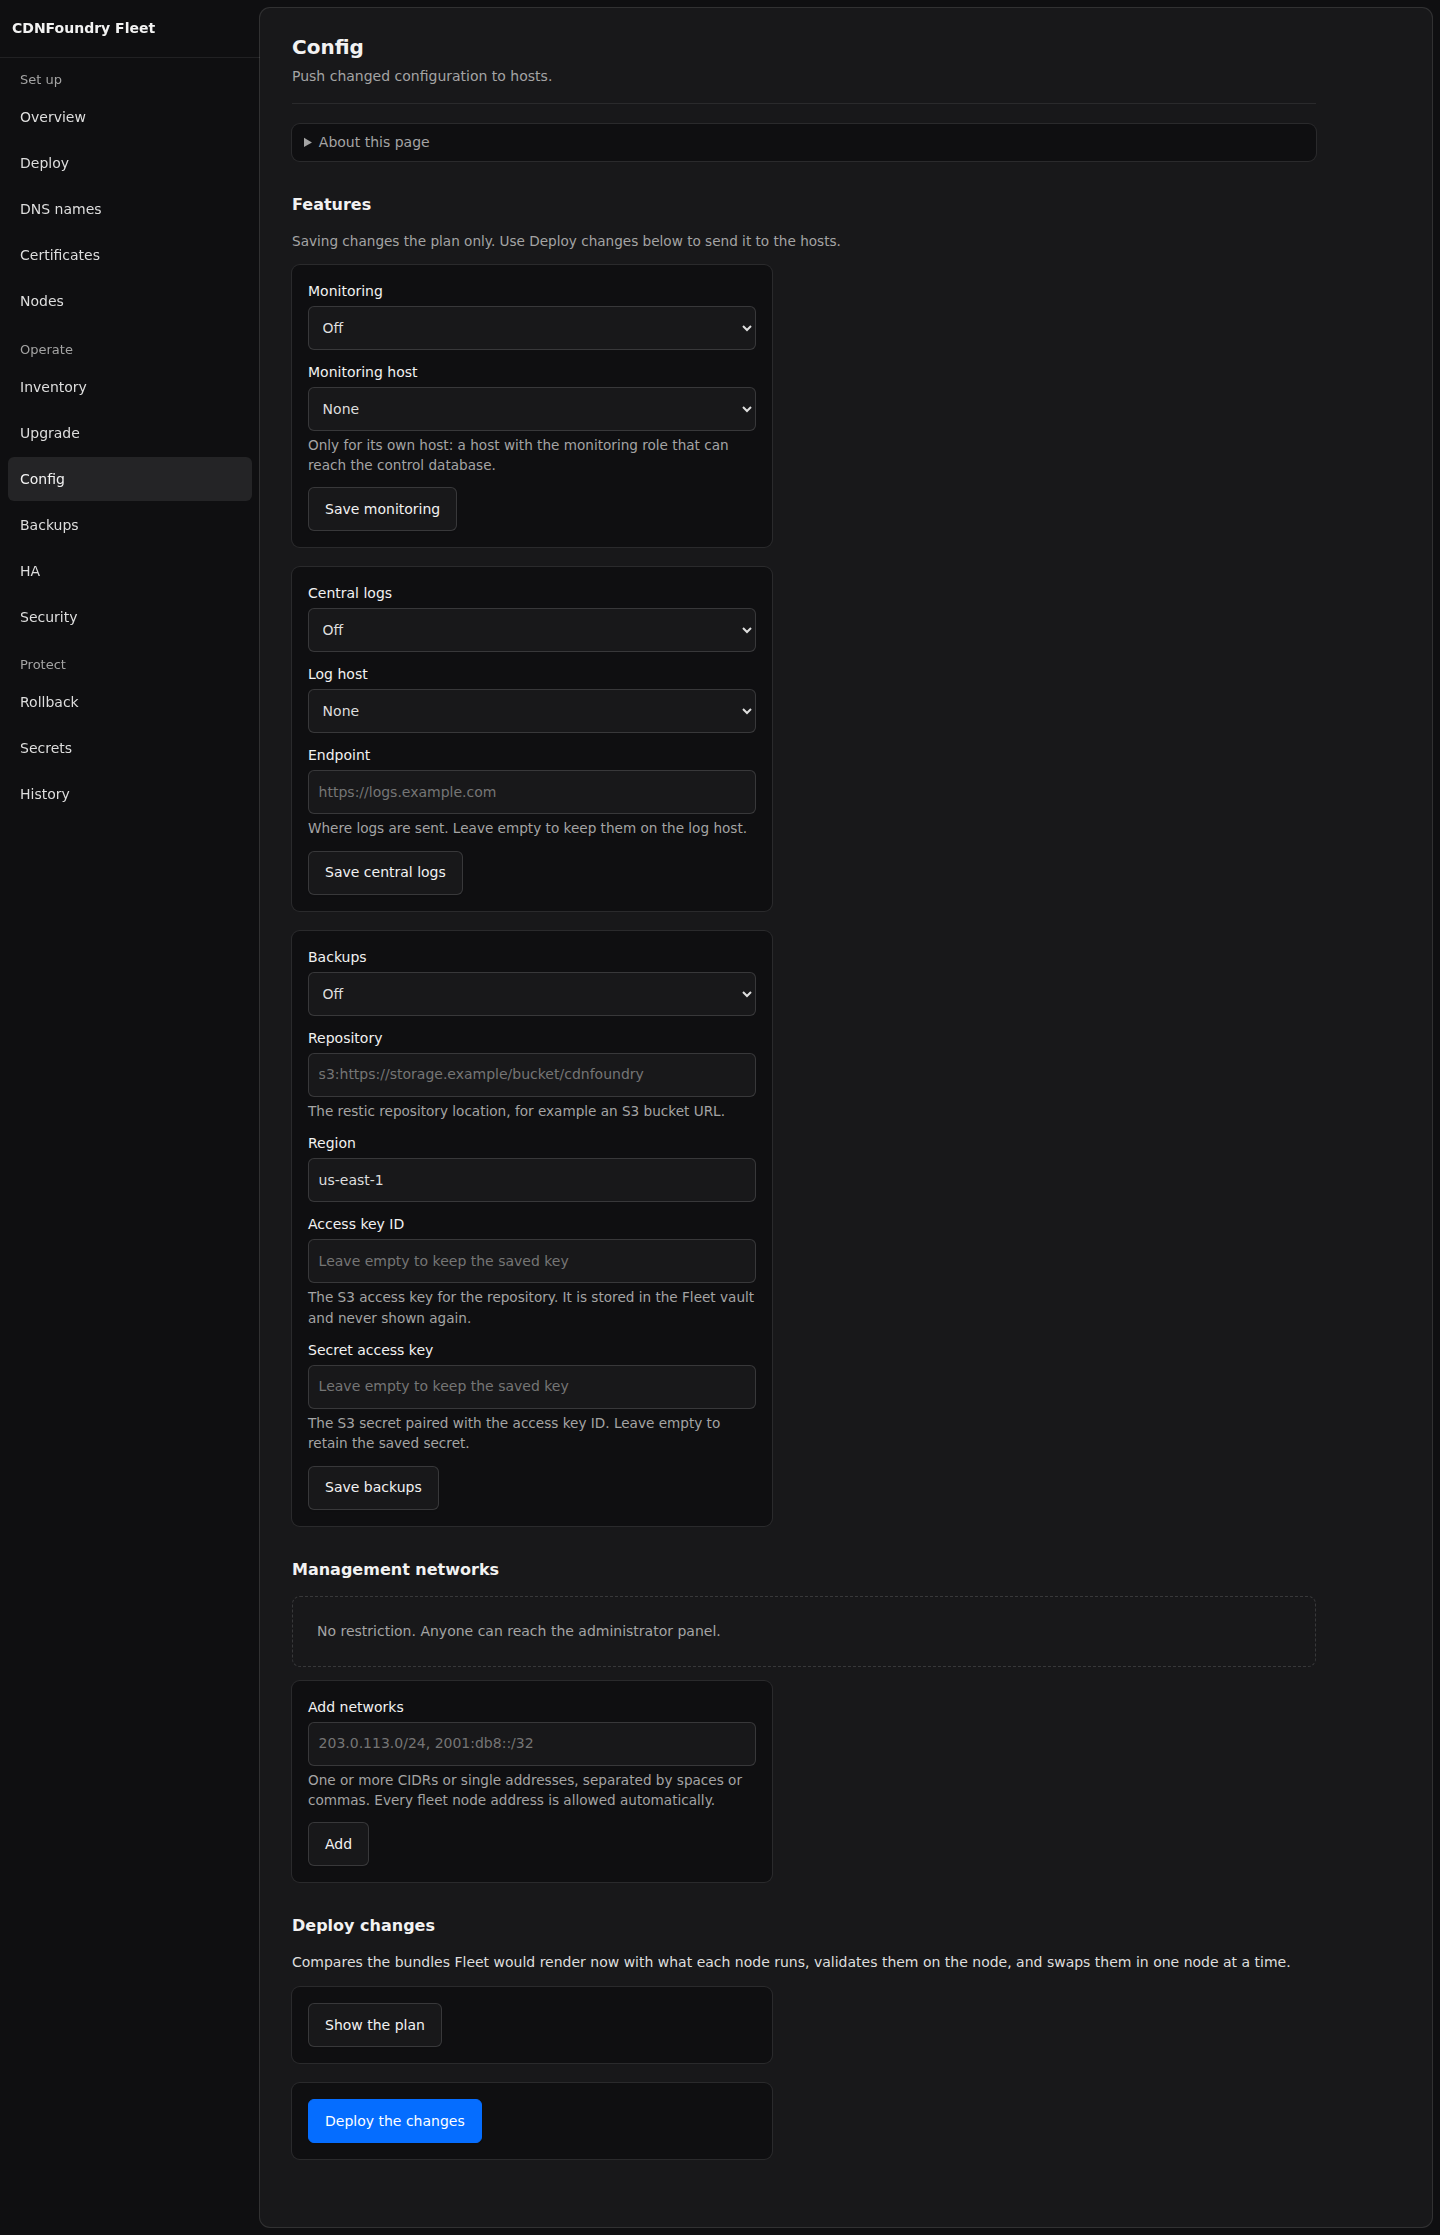 CDNFoundry Fleet
Set up
Overview
Deploy
DNS names
Certificates
Nodes
Operate
Inventory
Upgrade
Config
Backups
HA
Security
Protect
Rollback
Secrets
History
Config
Push changed configuration to hosts.
About this page
Features
Saving changes the plan only. Use Deploy changes below to send it to the hosts.
Monitoring
Off
Monitoring host
None
Only for its own host: a host with the monitoring role that can
reach the control database.
Save monitoring
Central logs
Off
Log host
None
Endpoint
https://logs.example.com
Where logs are sent. Leave empty to keep them on the log host.
Save central logs
Backups
Off
Repository
s3:https://storage.example/bucket/cdnfoundry
The restic repository location, for example an S3 bucket URL.
Region
us-east-1
Access key ID
Leave empty to keep the saved key
The S3 access key for the repository. It is stored in the Fleet vault
and never shown again.
Secret access key
Leave empty to keep the saved key
The S3 secret paired with the access key ID. Leave empty to
retain the saved secret.
Save backups
Management networks
No restriction. Anyone can reach the administrator panel.
Add networks
203.0.113.0/24, 2001:db8::/32
One or more CIDRs or single addresses, separated by spaces or
commas. Every fleet node address is allowed automatically.
Add
Deploy changes
Compares the bundles Fleet would render now with what each node runs, validates them on the node, and swaps them in one node at a time.
Show the plan
Deploy the changes